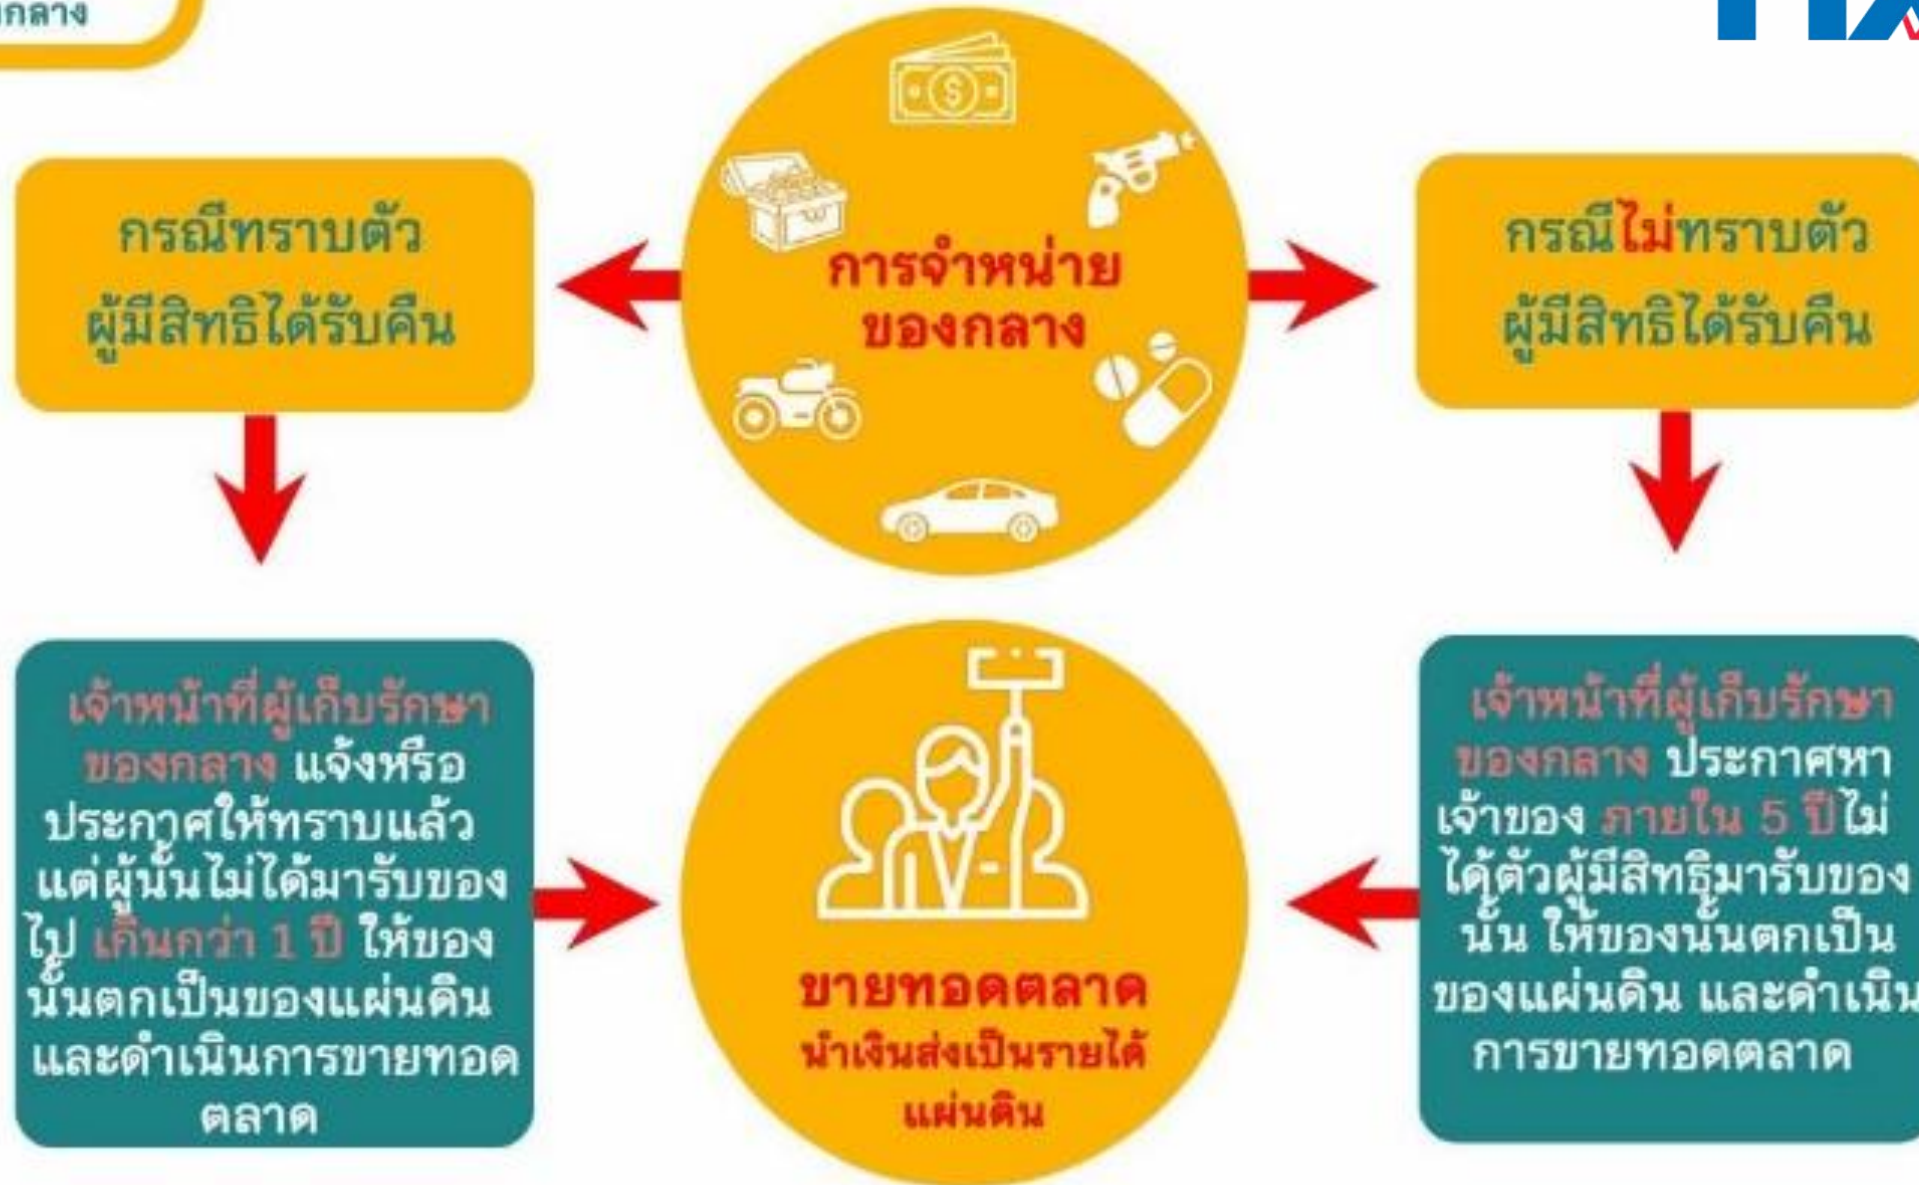 กลาง
การจำหน่าย
ของกลาง
กรณีทราบตัว
ผู้มีสิทธิได้รับคืน
กรณีไม่ทราบตัว
ผู้มีสิทธิได้รับคืน
เจ้าหน้าที่ผู้เก็บรักษา
ของกลาง แจ้งหรือ
ประกาศให้ทราบแล้ว
แต่ผู้นั้นไม่ได้มารับของ
ไป เกินกว่า 1 ปี ให้ของ
นั้นตกเป็นของแผ่นดิน
และดำเนินการขายทอด
ตลาด
ขายทอดตลาด
นำเงินส่งเป็นรายได้
แผ่นดิน
เจ้าหน้าที่ผู้เก็บรักษา
ของกลาง ประกาศหา
เจ้าของ ภายใน 5 ปีไม่
ได้ตัวผู้มีสิทธิมารับของ
นั้น ให้ของนั้นตกเป็น
ของแผ่นดิน และดำเนิน
การขายทอดตลาด